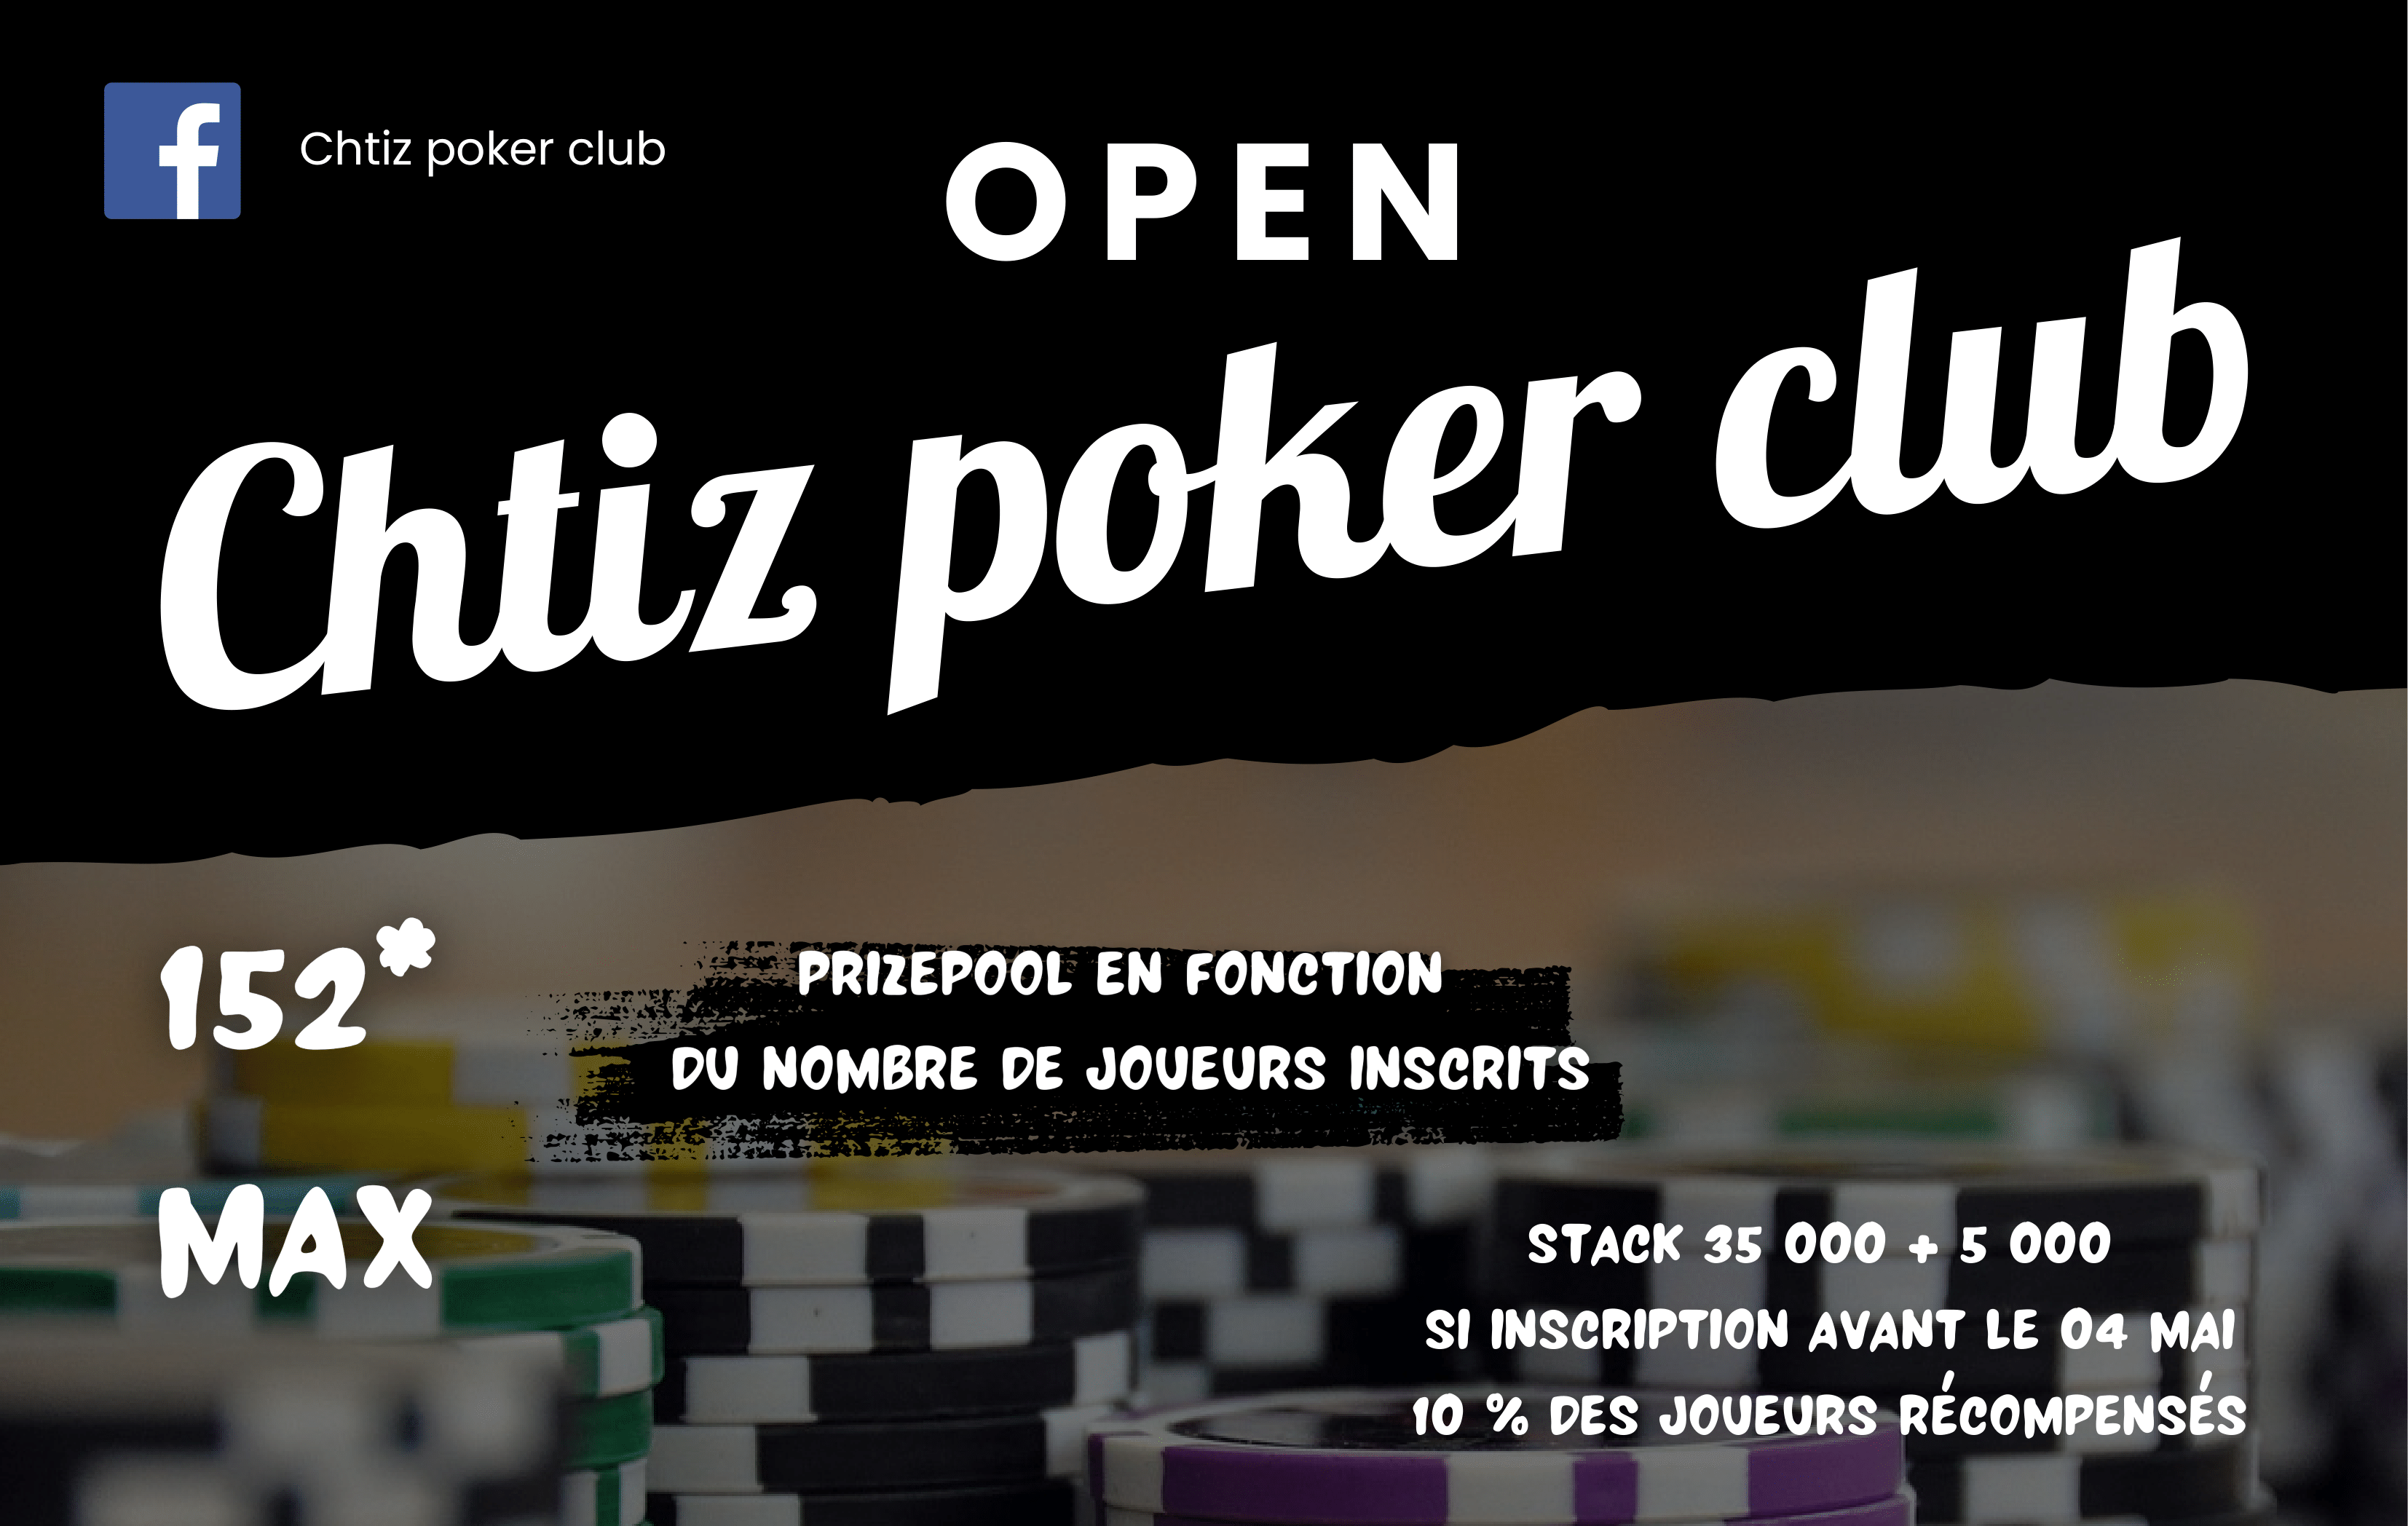 Chtiz poker club
OPEN
Chtiz poker club
152*
MAX
PRIZEPOOL EN FONCTION
DU NOMBRE DE JOUEURS INSCRITS
STACK 35 000 + 5 000
SI INSCRIPTION AVANT LE 04 MAI
10 % DES JOUEURS RÉCOMPENSÉS